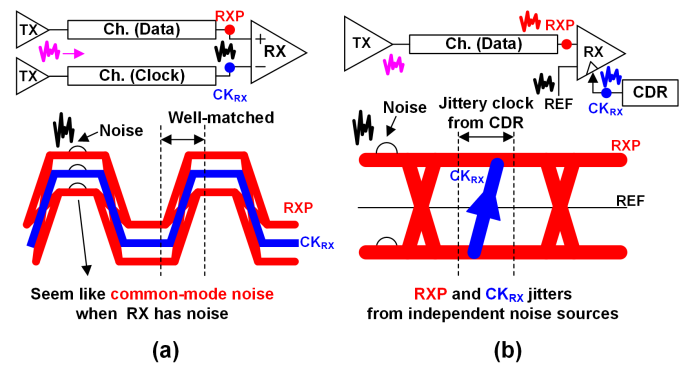 TX
Ch. (Data)
RXP
+
RX
−
TX
Ch. (Clock)
CKRX
Noise
Well-matched
RXP
CKRX
Seem like common-mode noise
when RX has noise
(a)
TX
Ch. (Data)
RXP
RX
REF
CKRX
CDR
Noise
Jittery clock
from CDR
RXP
CKRX
REF
RXP and CKRX jitters
from independent noise sources
(b)